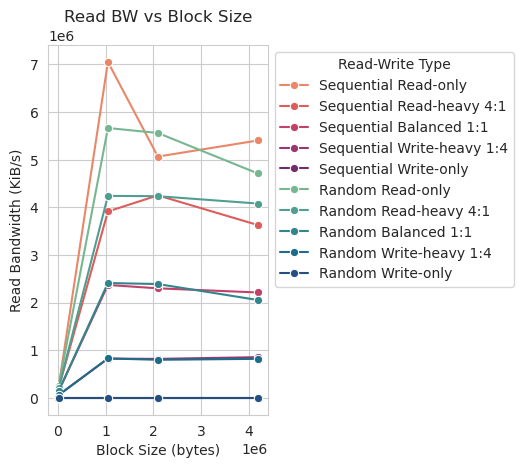 Read BW vs Block Size
1e6
7
6
5
4
3
2
1
0
Read Bandwidth (KiB/s)
0
1
2
3
4
1e6
Block Size (bytes)
Read-Write Type
Sequential Read-only
Sequential Read-heavy 4:1
Sequential Balanced 1:1
Sequential Write-heavy 1:4
Sequential Write-only
Random Read-only
Random Read-heavy 4:1
Random Balanced 1:1
Random Write-heavy 1:4
Random Write-only